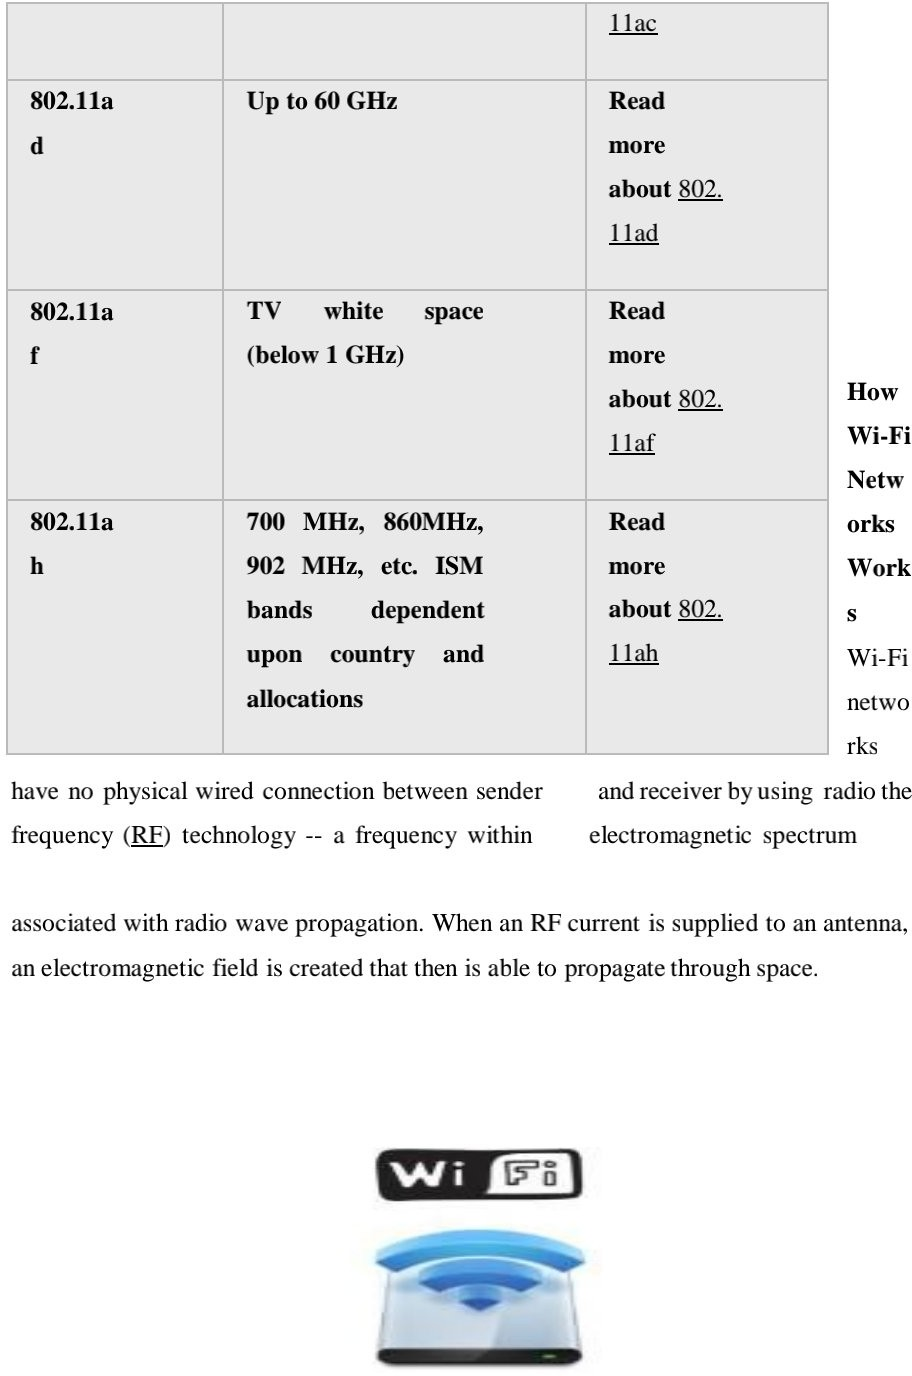 11ac
802.11a
d
Up to 60 GHz
Read
more
about 802.
11ad
802.11a
f
TV white space
(below 1 GHz)
Read
more
about 802.
11af
802.11a
h
700 MHz, 860MHz,
902 MHz, etc. ISM
bands dependent
upon country and
allocations
Read
more
about 802.
11ah
How
Wi-Fi
Netw
orks
Work
s
Wi-Fi
netwo
rks
have no physical wired connection between sender and receiver by using radio the
frequency (RF) technology -- a frequency within electromagnetic spectrum
associated with radio wave propagation. When an RF current is supplied to an antenna,
an electromagnetic field is created that then is able to propagate through space.
Wi Fi